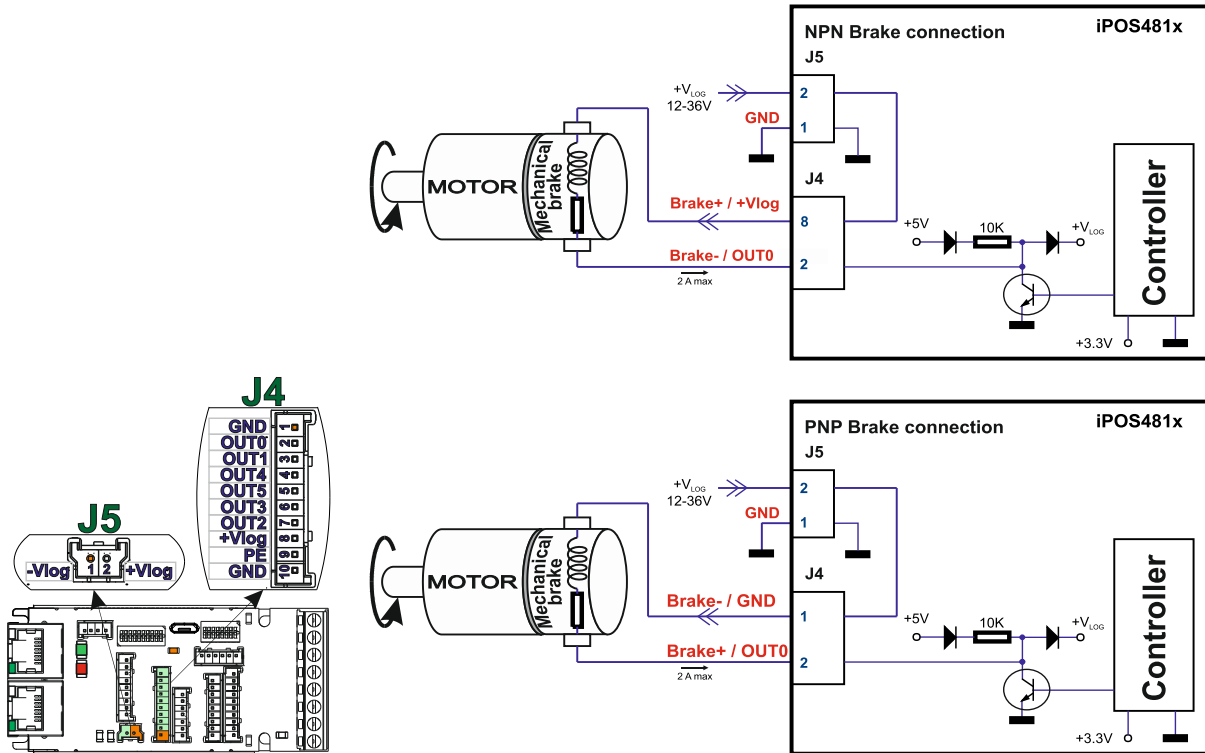 NPN Brake connection
iPOS481x
J5
+VLOG
12-36V
2
GND
1
J4
MOTOR
Mechanical
brake
Brake+ / +Vlog
8
Brake- / OUT0
2
2 A max
+5V
10K
+VLOG
Controller
+3.3V
PNP Brake connection
iPOS481x
J5
+VLOG
12-36V
2
GND
1
J4
MOTOR
Mechanical
brake
Brake- / GND
1
Brake+ / OUT0
2
2 A max
+5V
10K
+VLOG
Controller
+3.3V
J4
GND 1
OUT0 2
OUT1 3
OUT4 4
OUT5 5
OUT3 6
OUT2 7
+Vlog 8
PE 9
GND 10
J5
-Vlog 1 2 +Vlog